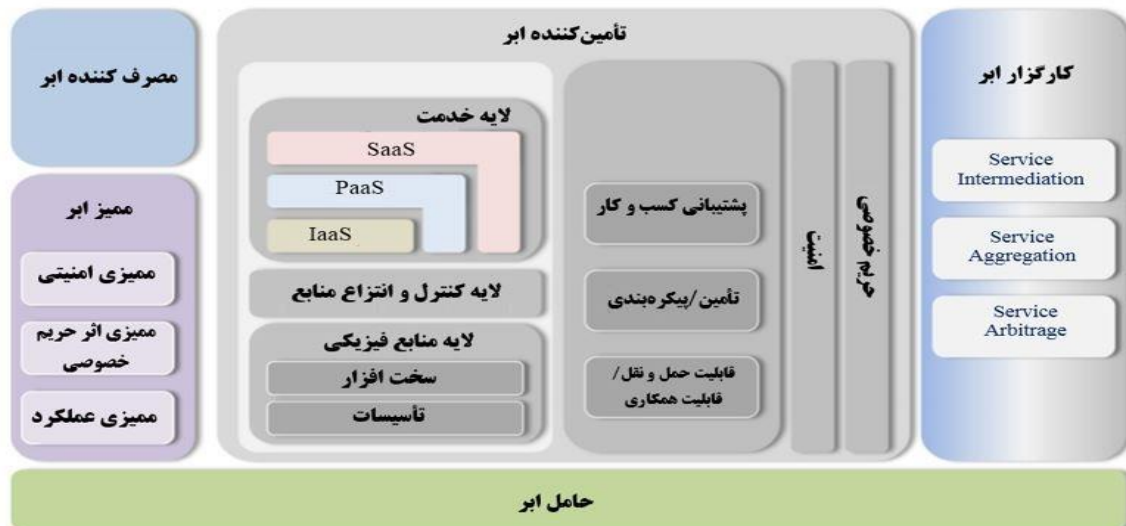 تأمین‌کننده ابر
کارگزار ابر
Service
Intermediation
Service
Aggregation
Service
Arbitrage
حریم خصوصی
امنیت
پشتیبانی کسب و کار
تأمین/پیکره‌بندی
قابلیت حمل و نقل/
قابلیت همکاری
لایه خدمت
SaaS
PaaS
IaaS
لایه کنترل و انتزاع منابع
لایه منابع فیزیکی
سخت افزار
تأسیسات
مصرف کننده ابر
ممیز ابر
ممیزی امنیتی
ممیزی اثر حریم
خصوصی
ممیزی عملکرد
حامل ابر